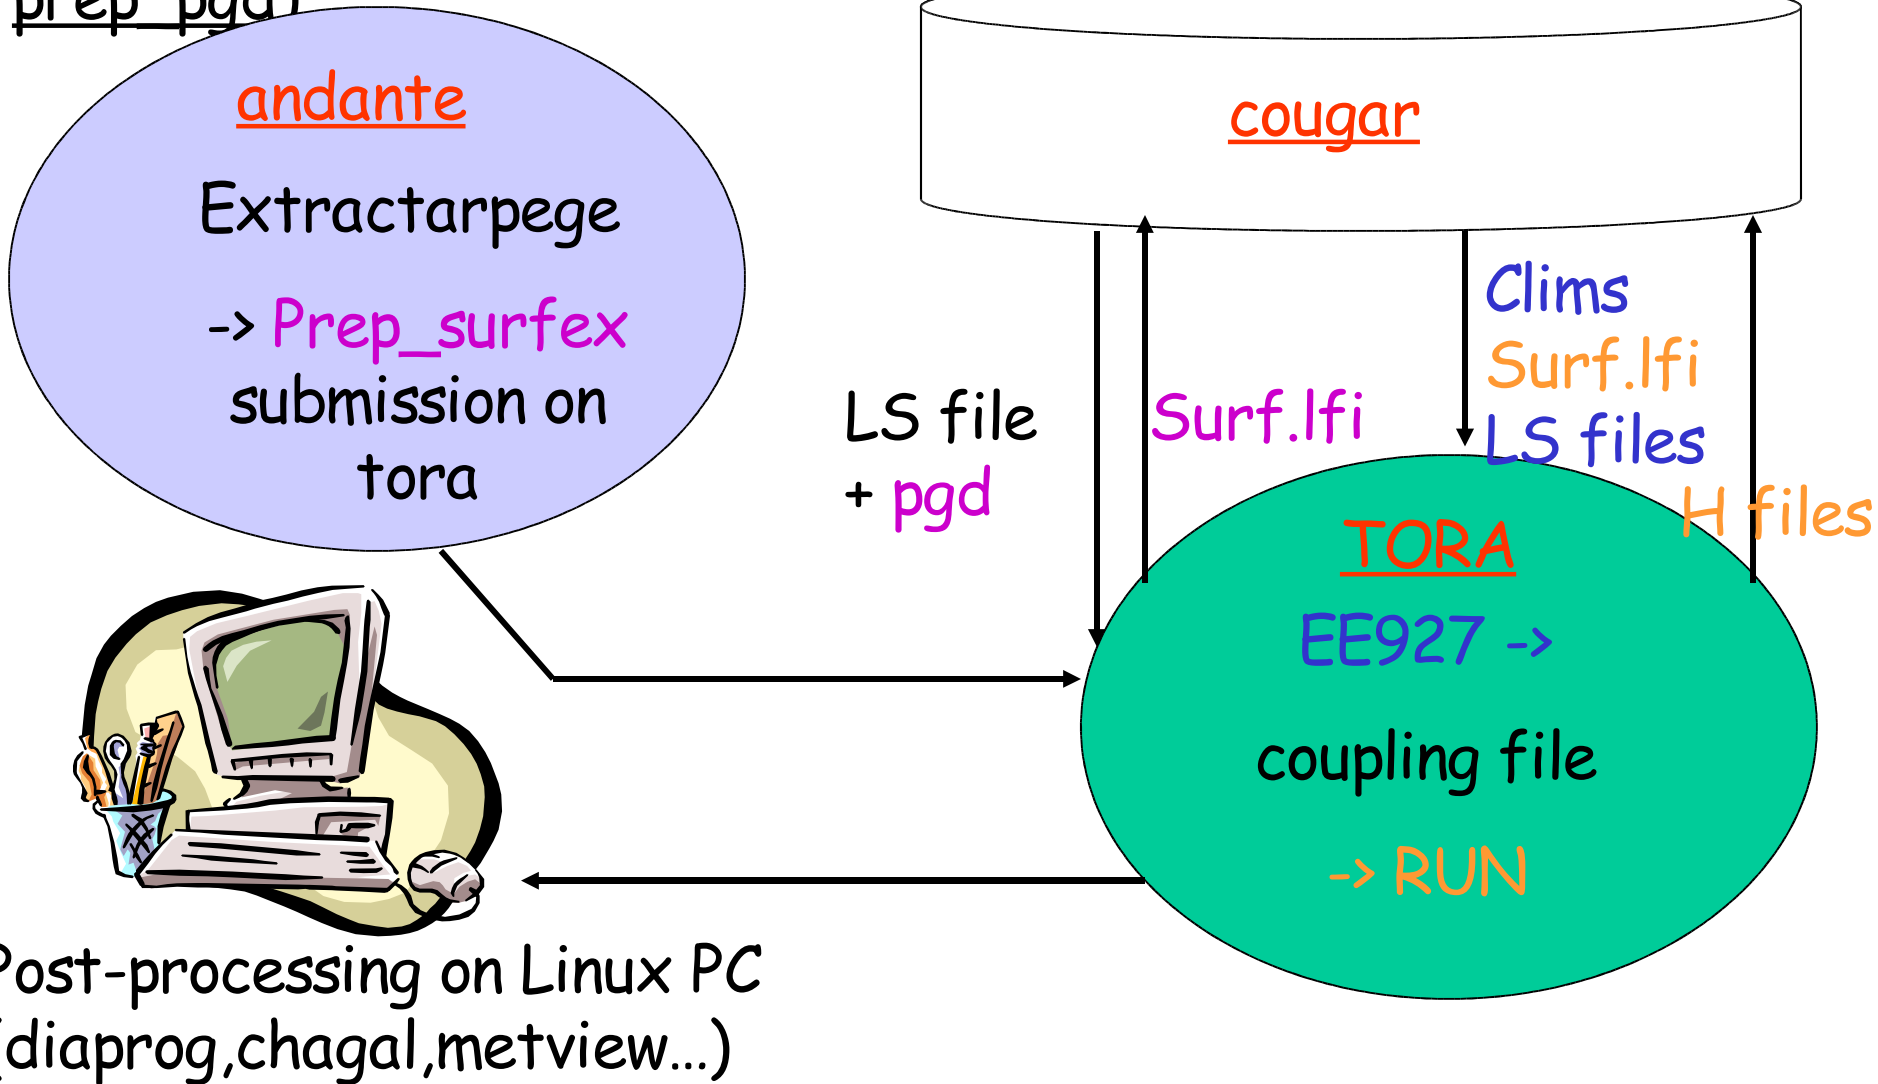 prep_pgd)
andante
Extractarpege
-> Prep_surfex
submission on
tora
cougar
LS file
+ pgd
Surf.lfi
Clims
Surf.lfi
LS files
H files
TORA
EE927 ->
coupling file
-> RUN
Post-processing on Linux PC
(diaprog,chagal,metview...)